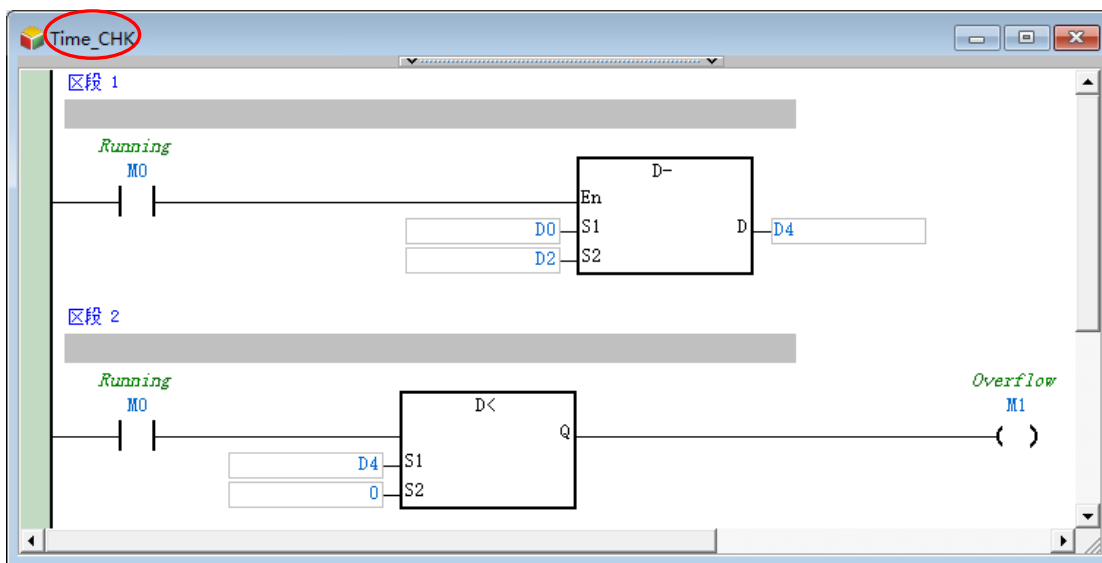 Time_CHK
区段 1
Running
M0
D-
En
D0 S1 D D4
D2 S2
区段 2
Running Overflow
M0 D< M1
Q
D4 S1
0 S2